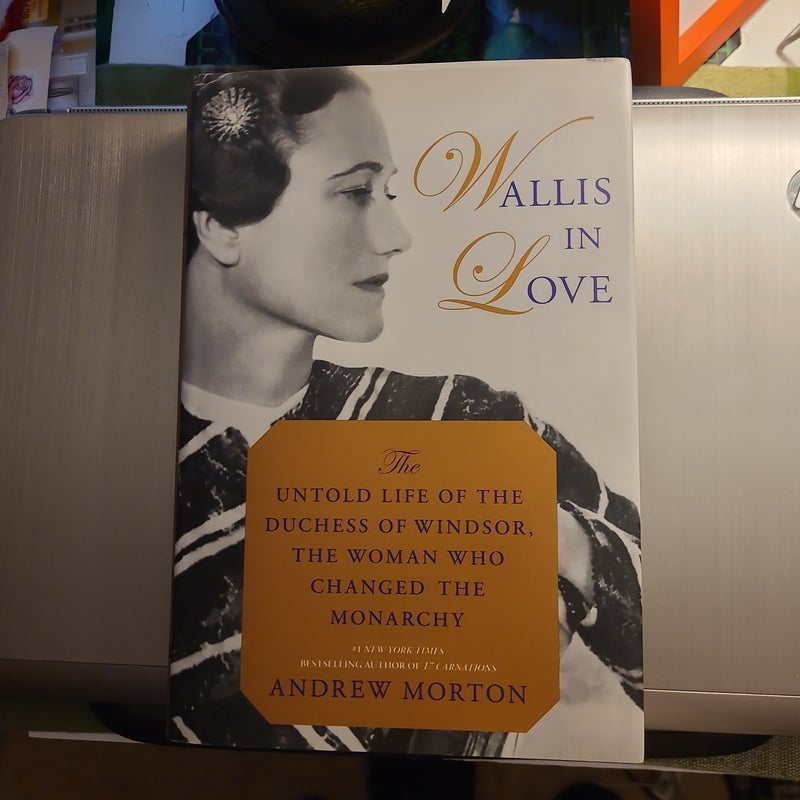 WALLIS
IN
LOVE
The
UNTOLD LIFE OF THE
DUCHESS OF WINDSOR,
THE WOMAN WHO
CHANGED THE
MONARCHY
#1 NEW YORK TIMES
BESTSELLING AUTHOR OF 17 CARNATIONS
ANDREW MORTON